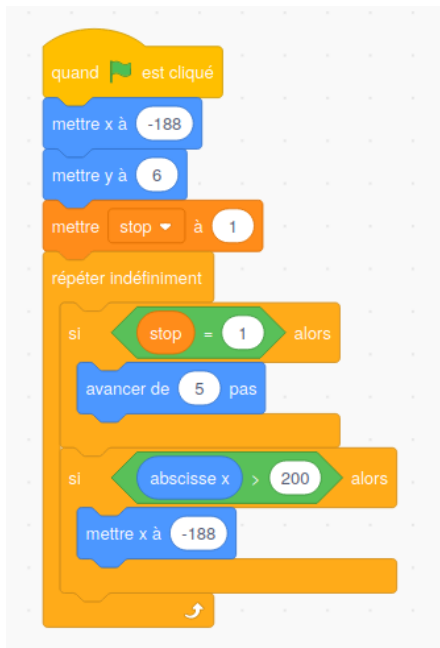 quand est cliqué
mettre x à -188
mettre y à 6
mettre stop à 1
répéter indéfiniment
si stop = 1 alors
avancer de 5 pas
si abscisse x > 200 alors
mettre x à -188